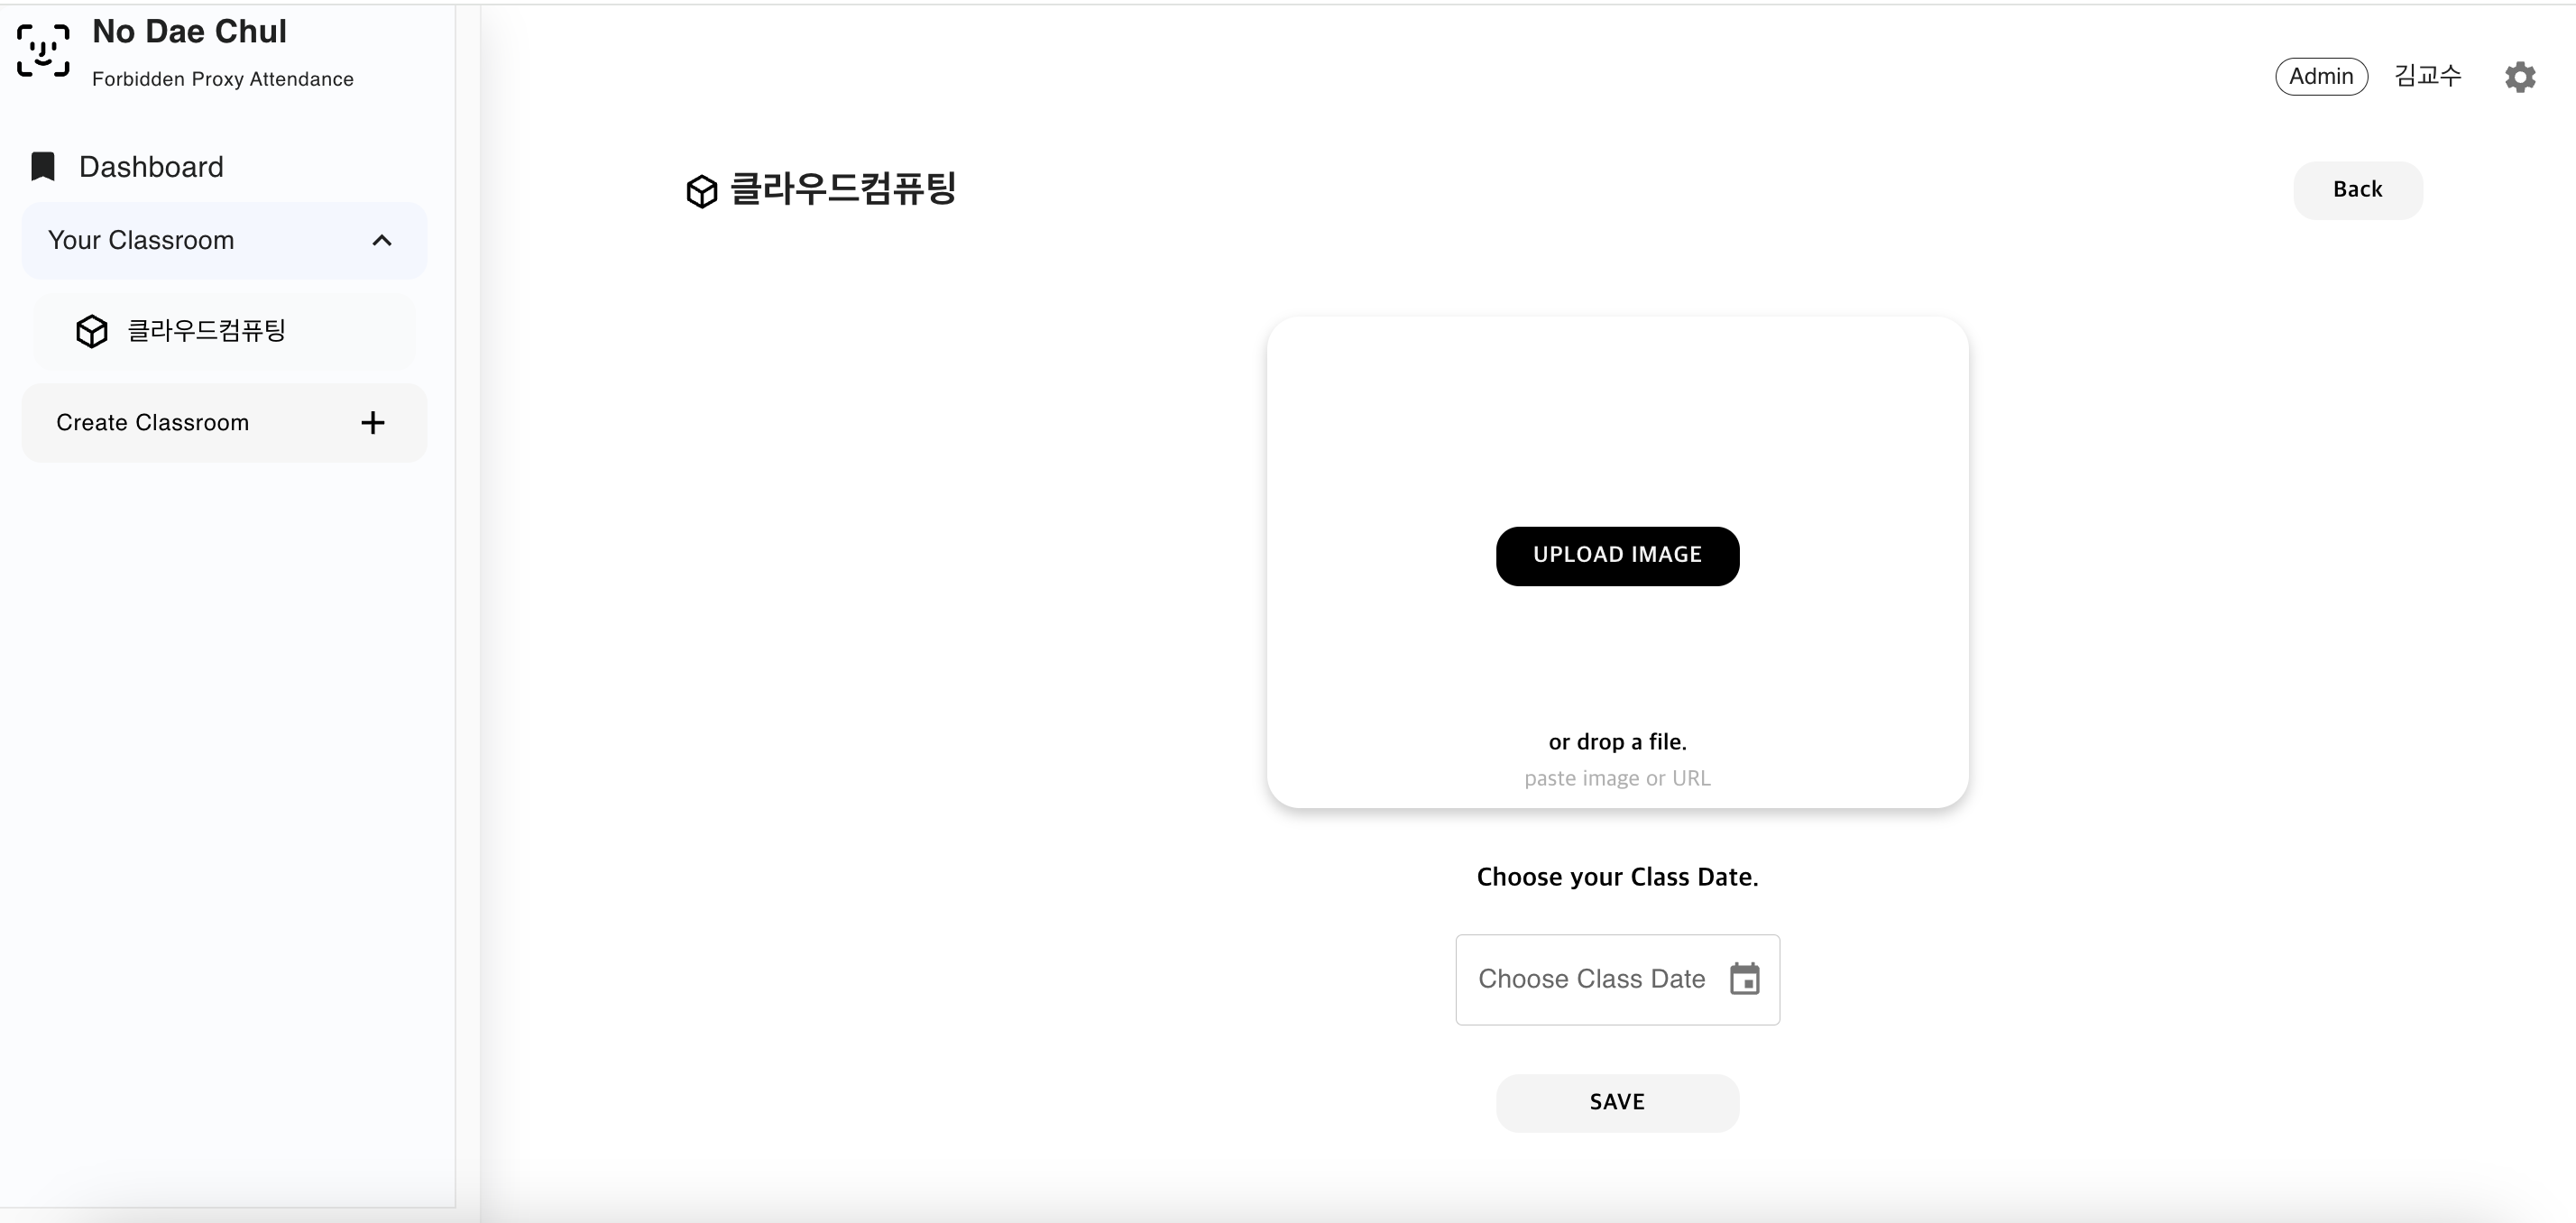 No Dae Chul
Forbidden Proxy Attendance
Dashboard
Your Classroom
클라우드컴퓨팅
Create Classroom
Admin 김교수
클라우드컴퓨팅
Back
UPLOAD IMAGE
or drop a file.
paste image or URL
Choose your Class Date.
Choose Class Date
SAVE